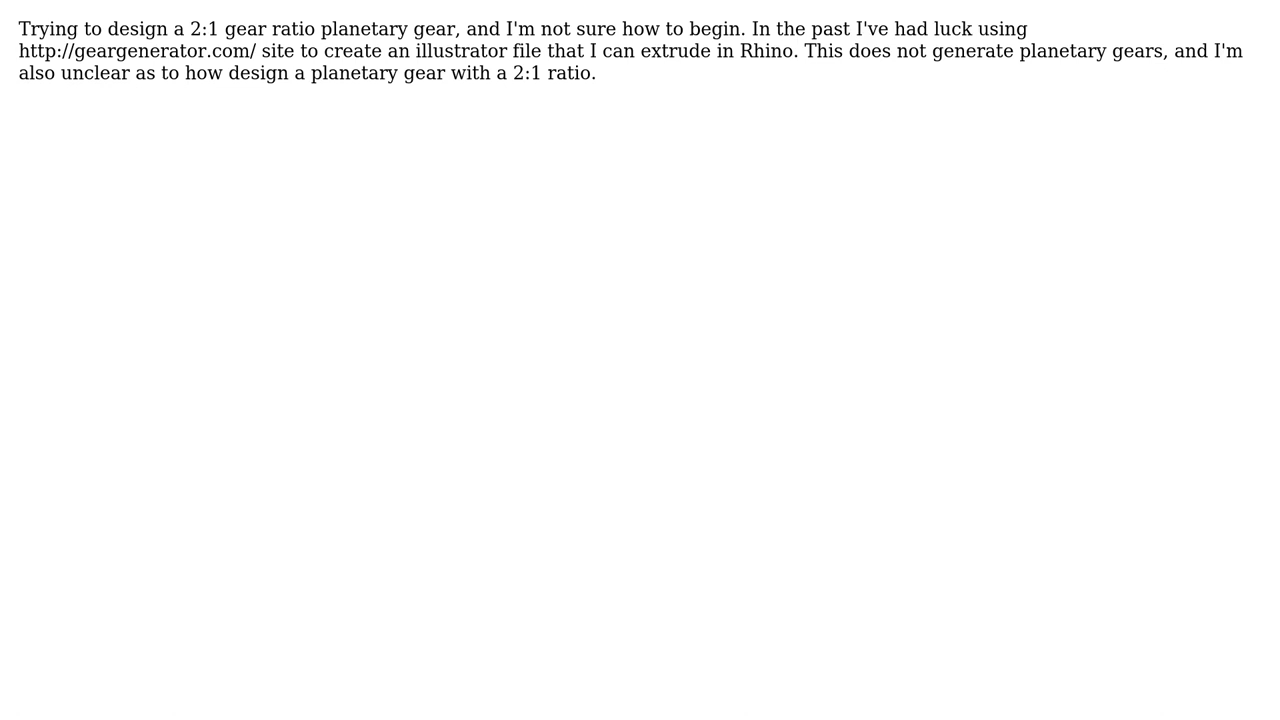 Trying to design a 2:1 gear ratio planetary gear, and I'm not sure how to begin. In the past I've had luck using
http://geargenerator.com/ site to create an illustrator file that I can extrude in Rhino. This does not generate planetary gears, and I'm
also unclear as to how design a planetary gear with a 2:1 ratio.